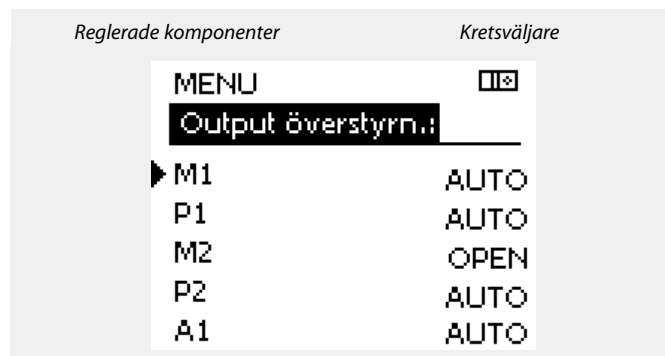 Reglerade komponenter Kretsväljare
MENU
Output överstyrn.:
M1 AUTO
P1 AUTO
M2 OPEN
P2 AUTO
A1 AUTO